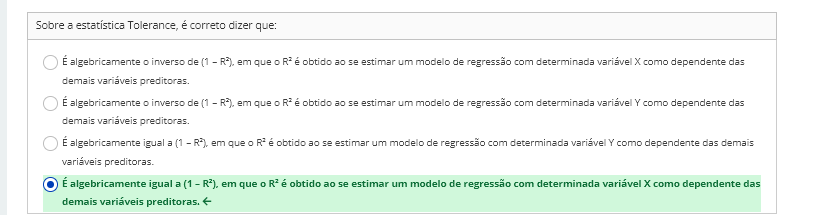 Sobre a estatística Tolerance, é correto dizer que:
É algebricamente o inverso de (1 – R²), em que o R² é obtido ao se estimar um modelo de regressão com determinada variável X como dependente das
demais variáveis preditoras.
É algebricamente o inverso de (1 – R²), em que o R² é obtido ao se estimar um modelo de regressão com determinada variável Y como dependente das
demais variáveis preditoras.
É algebricamente igual a (1 – R²), em que o R² é obtido ao se estimar um modelo de regressão com determinada variável Y como dependente das demais
variáveis preditoras.
É algebricamente igual a (1 – R²), em que o R² é obtido ao se estimar um modelo de regressão com determinada variável X como dependente das
demais variáveis preditoras. ←